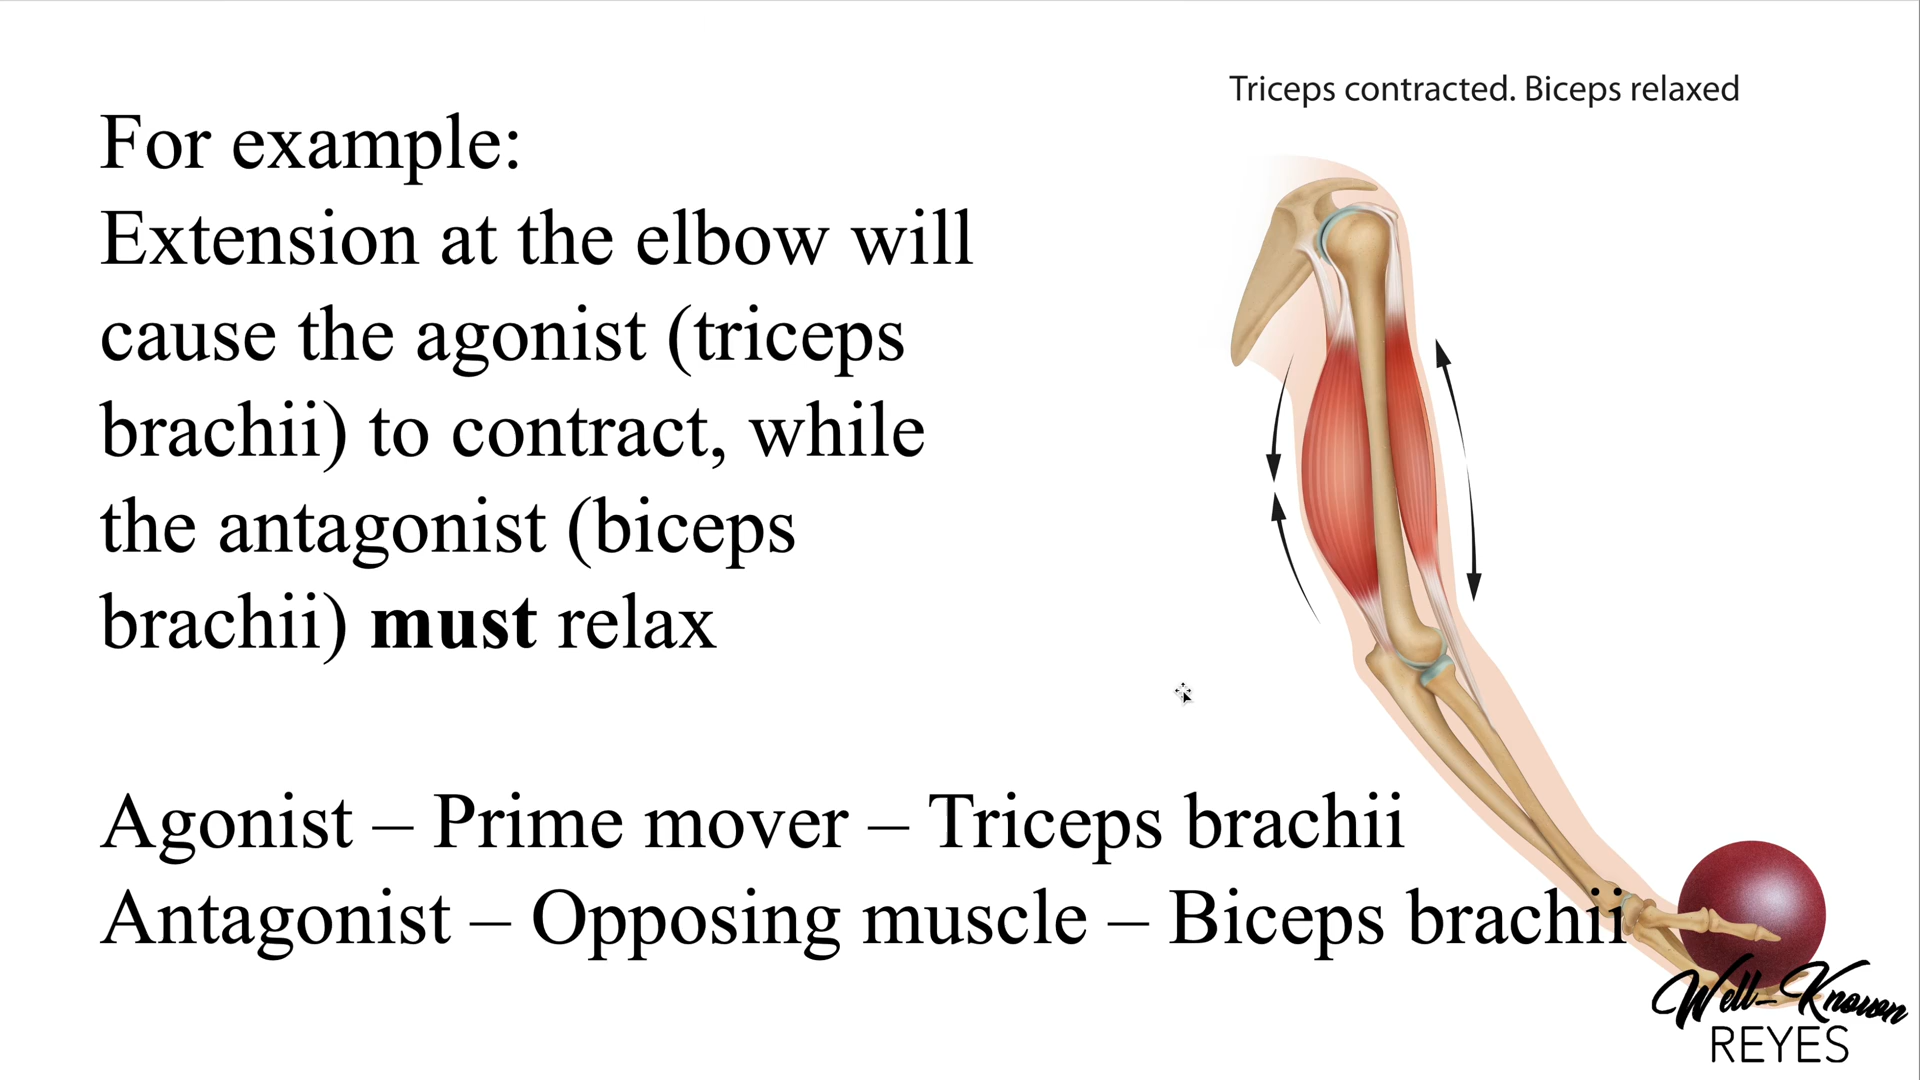 Triceps contracted. Biceps relaxed
For example:
Extension at the elbow will
cause the agonist (triceps
brachii) to contract, while
the antagonist (biceps
brachii) must relax
Agonist – Prime mover – Triceps brachii
Antagonist – Opposing muscle – Biceps brachii
Well-Known
REYES